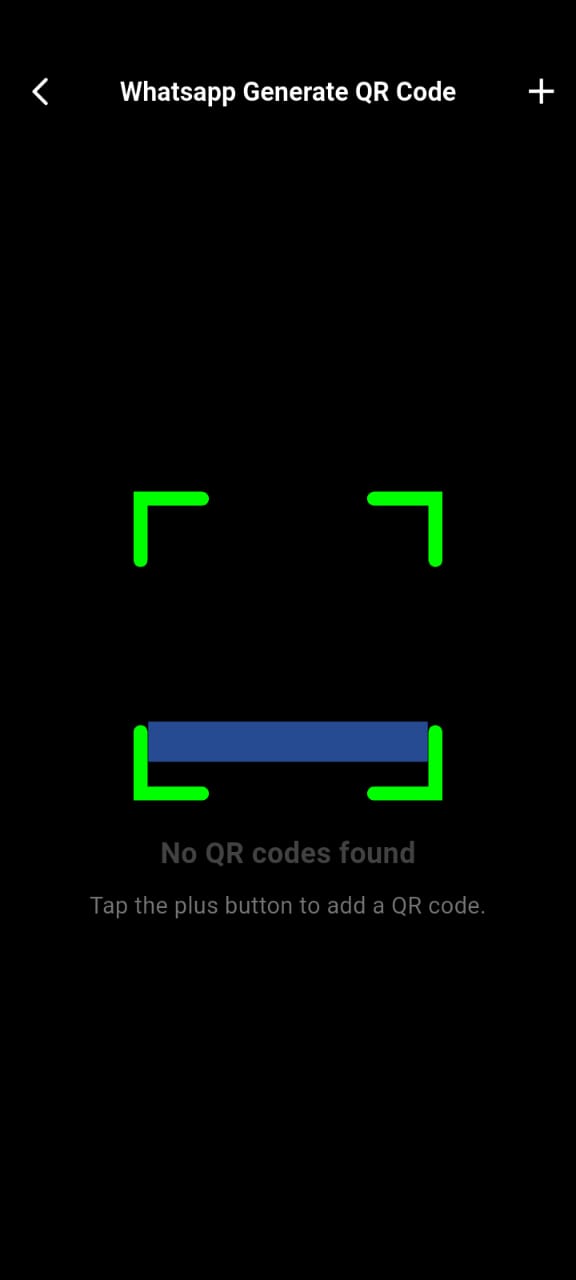 Whatsapp Generate QR Code
No QR codes found
Tap the plus button to add a QR code.